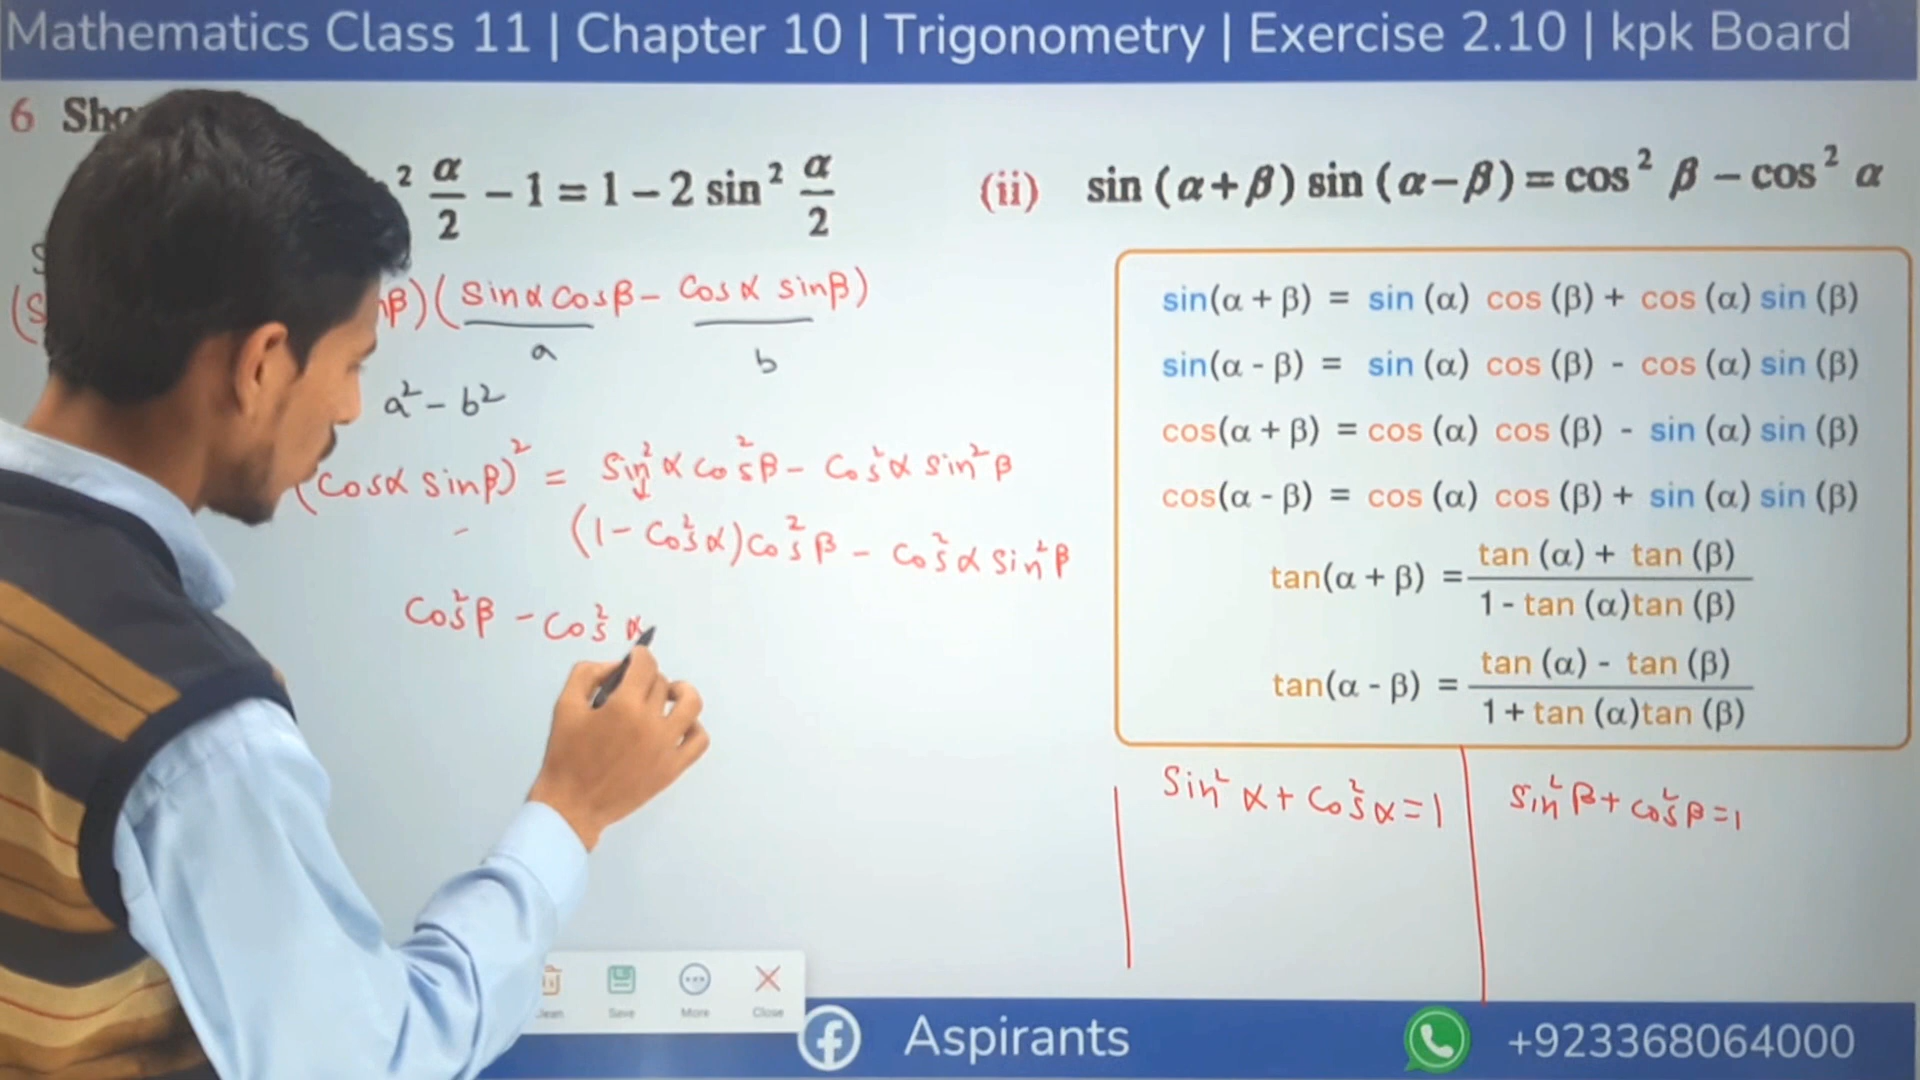 Mathematics Class 11 | Chapter 10 | Trigonometry | Exercise 2.10 | kpk Board
6 Sho
² α/2 − 1 = 1 − 2 sin² α/2
(ii) sin (α+β) sin (α−β) = cos² β − cos² α
(S β)(sinα cosβ − cosα sinβ)
a b
a² − b²
(cosα sinβ)² = sin²α cos²β − cos²α sin²β
(1 − cos²α)cos²β − cos²α sin²β
cos²β − cos²α
sin(α + β) = sin (α) cos (β) + cos (α) sin (β)
sin(α - β) = sin (α) cos (β) - cos (α) sin (β)
cos(α + β) = cos (α) cos (β) - sin (α) sin (β)
cos(α - β) = cos (α) cos (β) + sin (α) sin (β)
tan(α + β) = tan (α) + tan (β) / 1 - tan (α)tan (β)
tan(α - β) = tan (α) - tan (β) / 1 + tan (α)tan (β)
sin²α + cos²α = 1
sin²β + cos²β = 1
Save More Close
Aspirants
+923368064000